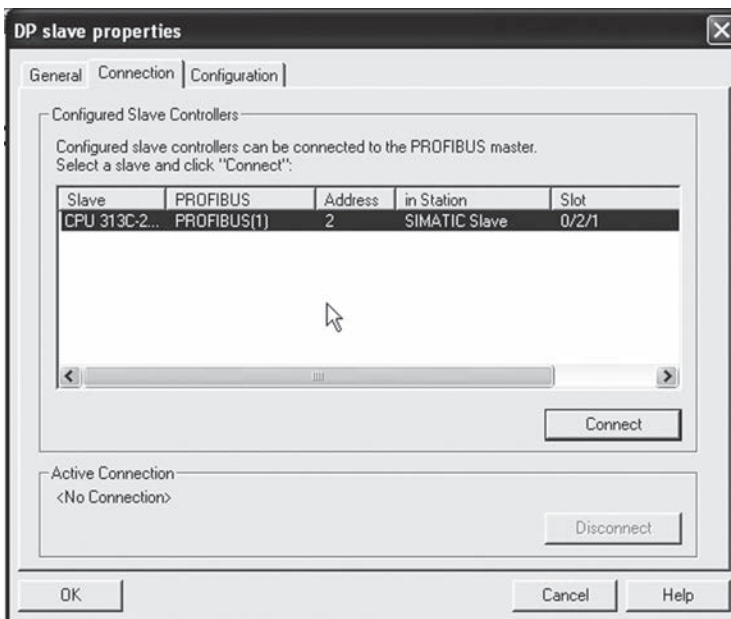 DP slave properties
General Connection Configuration
Configured Slave Controllers
Configured slave controllers can be connected to the PROFIBUS master.
Select a slave and click "Connect":
Slave PROFIBUS Address in Station Slot
CPU 313C-2... PROFIBUS(1) 2 SIMATIC Slave 0/2/1
Connect
Active Connection
<No Connection>
Disconnect
OK Cancel Help